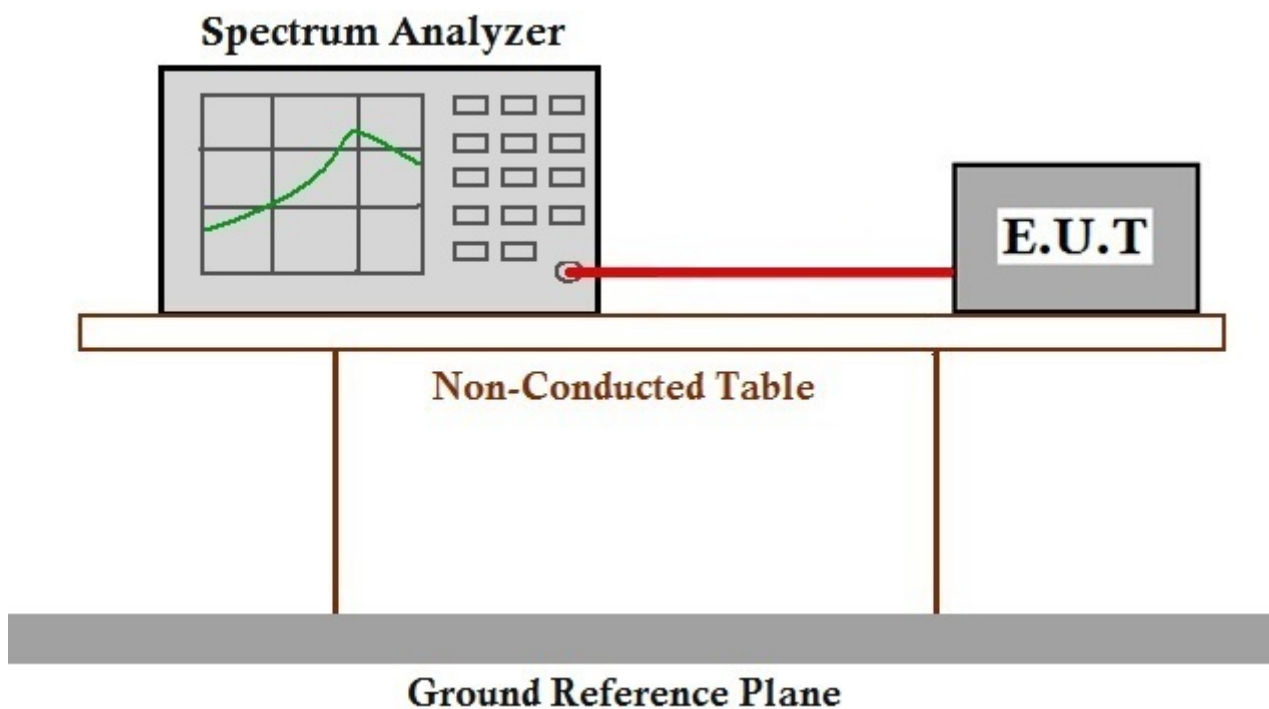 Spectrum Analyzer
E.U.T
Non-Conducted Table
Ground Reference Plane